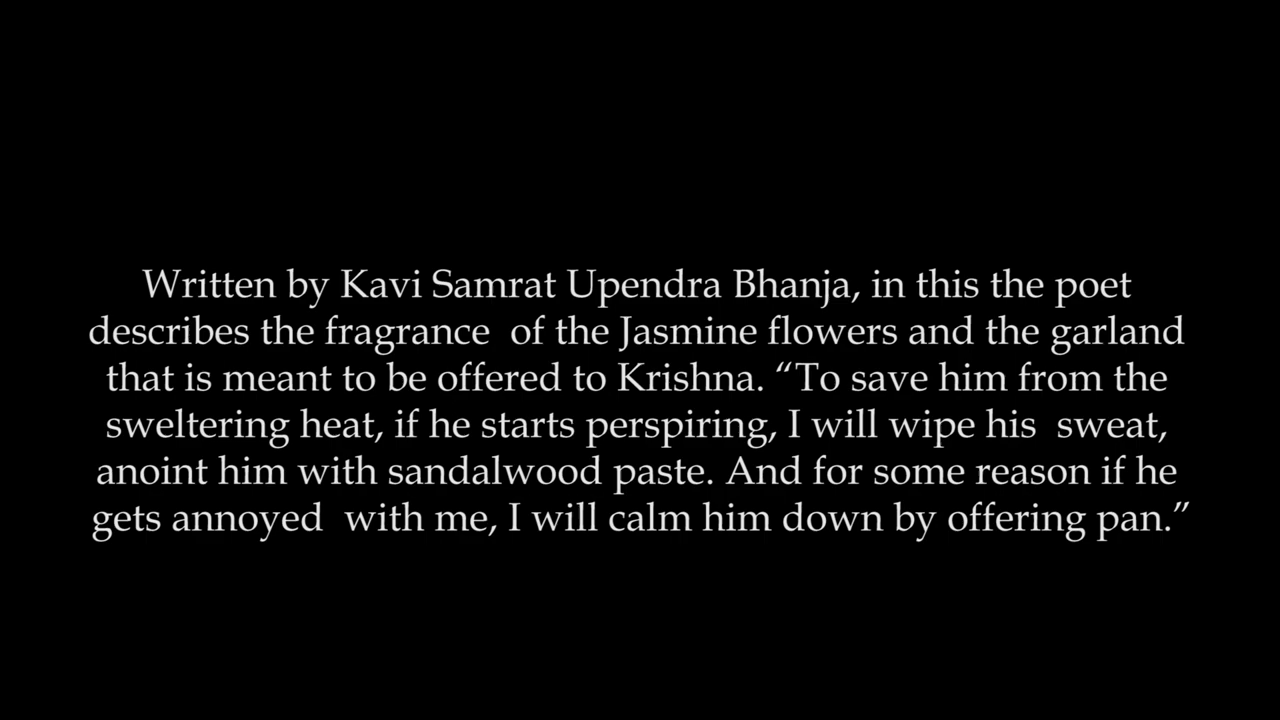 Written by Kavi Samrat Upendra Bhanja, in this the poet
describes the fragrance  of the Jasmine flowers and the garland
that is meant to be offered to Krishna. “To save him from the
sweltering heat, if he starts perspiring, I will wipe his  sweat,
anoint him with sandalwood paste. And for some reason if he
gets annoyed  with me, I will calm him down by offering pan.”